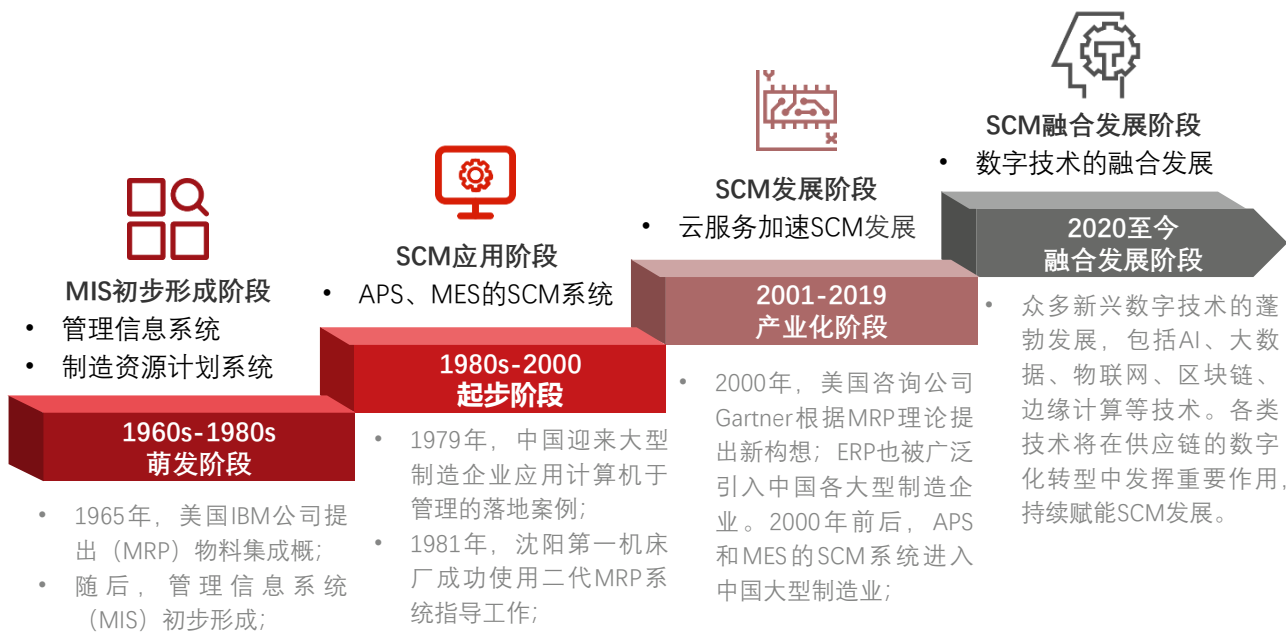 MIS初步形成阶段
• 管理信息系统
• 制造资源计划系统
1960s-1980s
萌发阶段
• 1965年，美国IBM公司提
出（MRP）物料集成概;
• 随后，管理信息系统
（MIS）初步形成;
SCM应用阶段
• APS、MES的SCM系统
1980s-2000
起步阶段
• 1979年，中国迎来大型
制造企业应用计算机于
管理的落地案例;
• 1981年，沈阳第一机床
厂成功使用二代MRP系
统指导工作;
SCM发展阶段
• 云服务加速SCM发展
2001-2019
产业化阶段
• 2000年，美国咨询公司
Gartner根据MRP理论提
出新构想；ERP也被广泛
引入中国各大型制造企
业。2000年前后，APS
和MES的SCM系统进入
中国大型制造业;
SCM融合发展阶段
• 数字技术的融合发展
2020至今
融合发展阶段
• 众多新兴数字技术的蓬
勃发展，包括AI、大数
据、物联网、区块链、
边缘计算等技术。各类
技术将在供应链的数字
化转型中发挥重要作用,
持续赋能SCM发展。